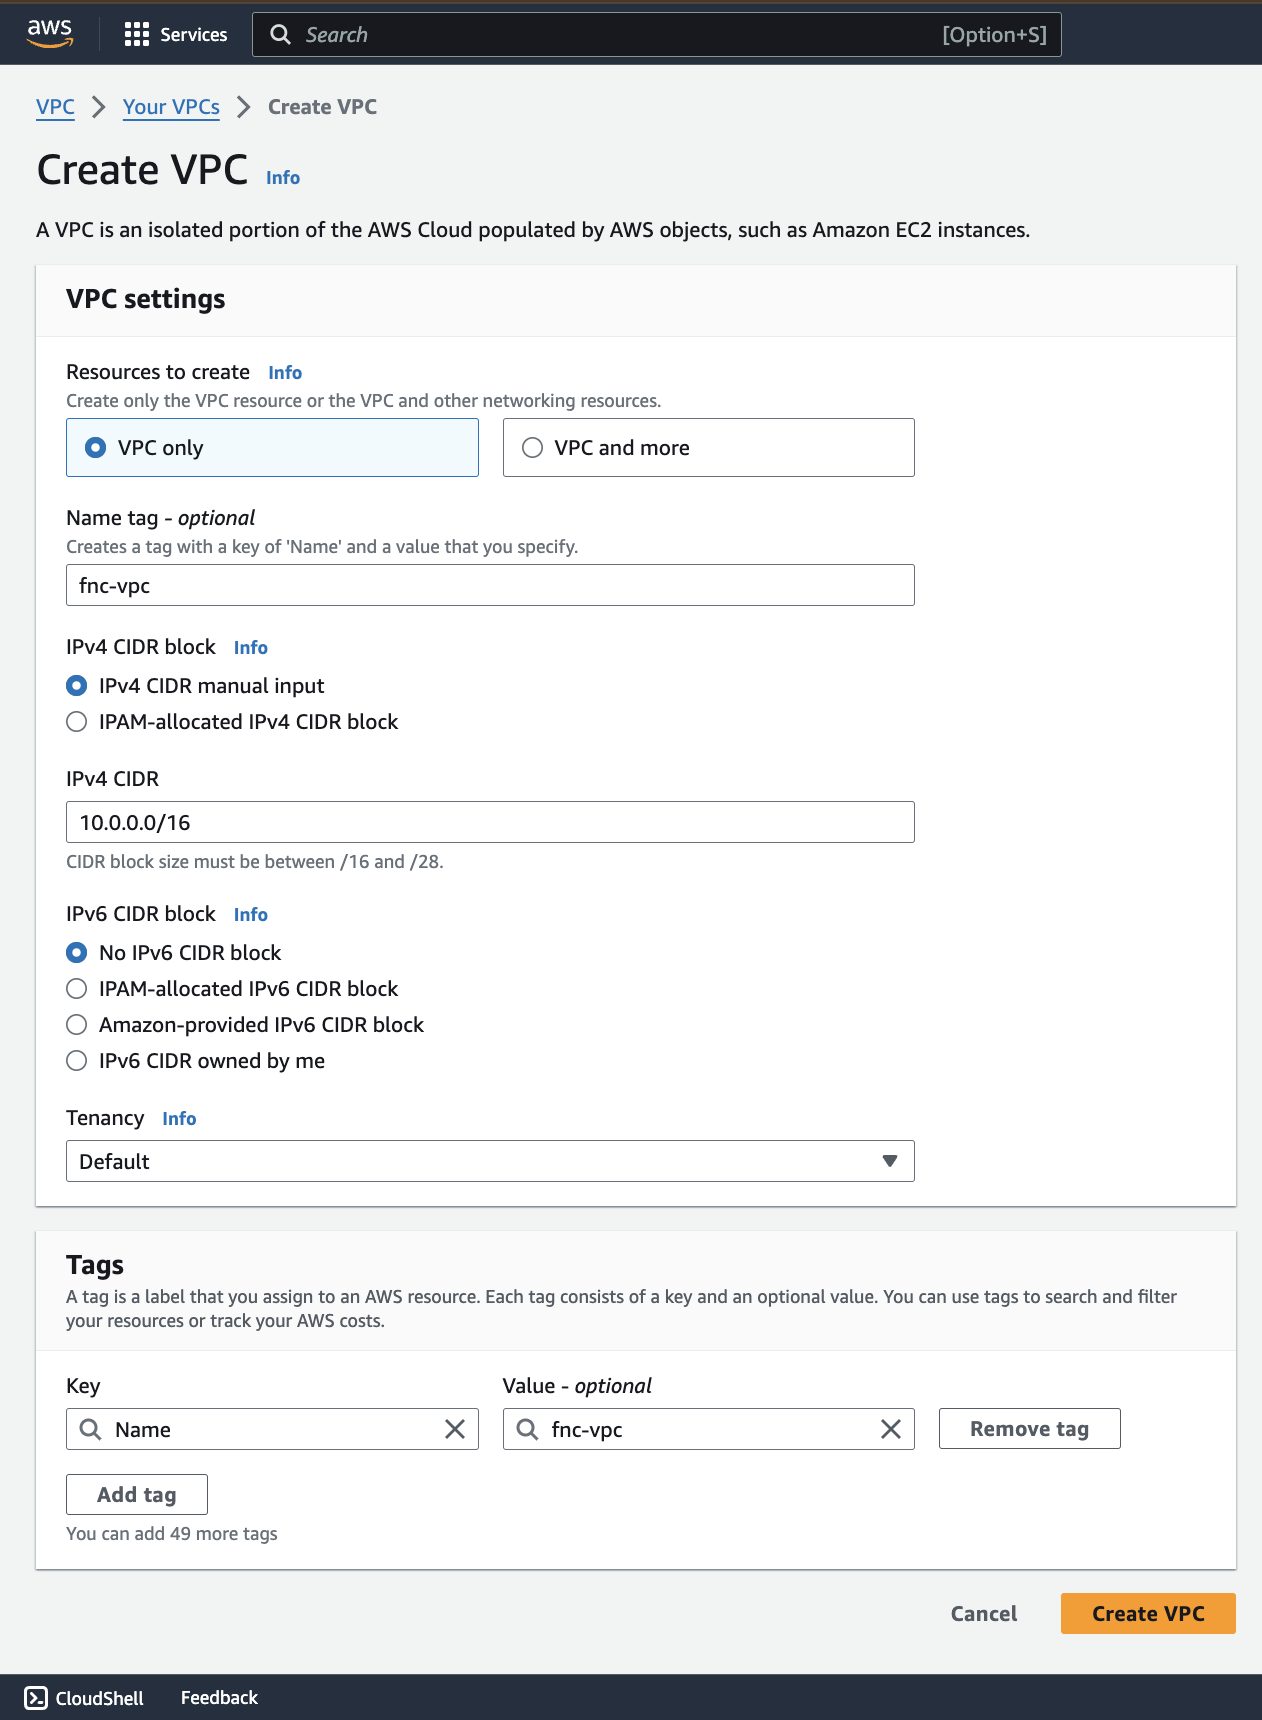 aws
Services
Search
[Option+S]
VPC
Your VPCs
Create VPC
Create VPC Info
A VPC is an isolated portion of the AWS Cloud populated by AWS objects, such as Amazon EC2 instances.
VPC settings
Resources to create Info
Create only the VPC resource or the VPC and other networking resources.
VPC only
VPC and more
Name tag - optional
Creates a tag with a key of 'Name' and a value that you specify.
fnc-vpc
IPv4 CIDR block Info
IPv4 CIDR manual input
IPAM-allocated IPv4 CIDR block
IPv4 CIDR
10.0.0.0/16
CIDR block size must be between /16 and /28.
IPv6 CIDR block Info
No IPv6 CIDR block
IPAM-allocated IPv6 CIDR block
Amazon-provided IPv6 CIDR block
IPv6 CIDR owned by me
Tenancy Info
Default
Tags
A tag is a label that you assign to an AWS resource. Each tag consists of a key and an optional value. You can use tags to search and filter
your resources or track your AWS costs.
Key
Value - optional
Name
fnc-vpc
Remove tag
Add tag
You can add 49 more tags
Cancel
Create VPC
CloudShell
Feedback